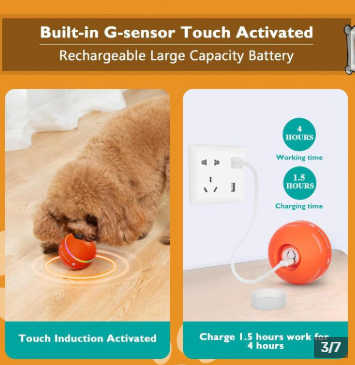 Built-in G-sensor Touch Activated
Rechargeable Large Capacity Battery
4
HOURS
Working time
1.5
HOURS
Charging time
Touch Induction Activated
Charge 1.5 hours work for
4 hours
3/7